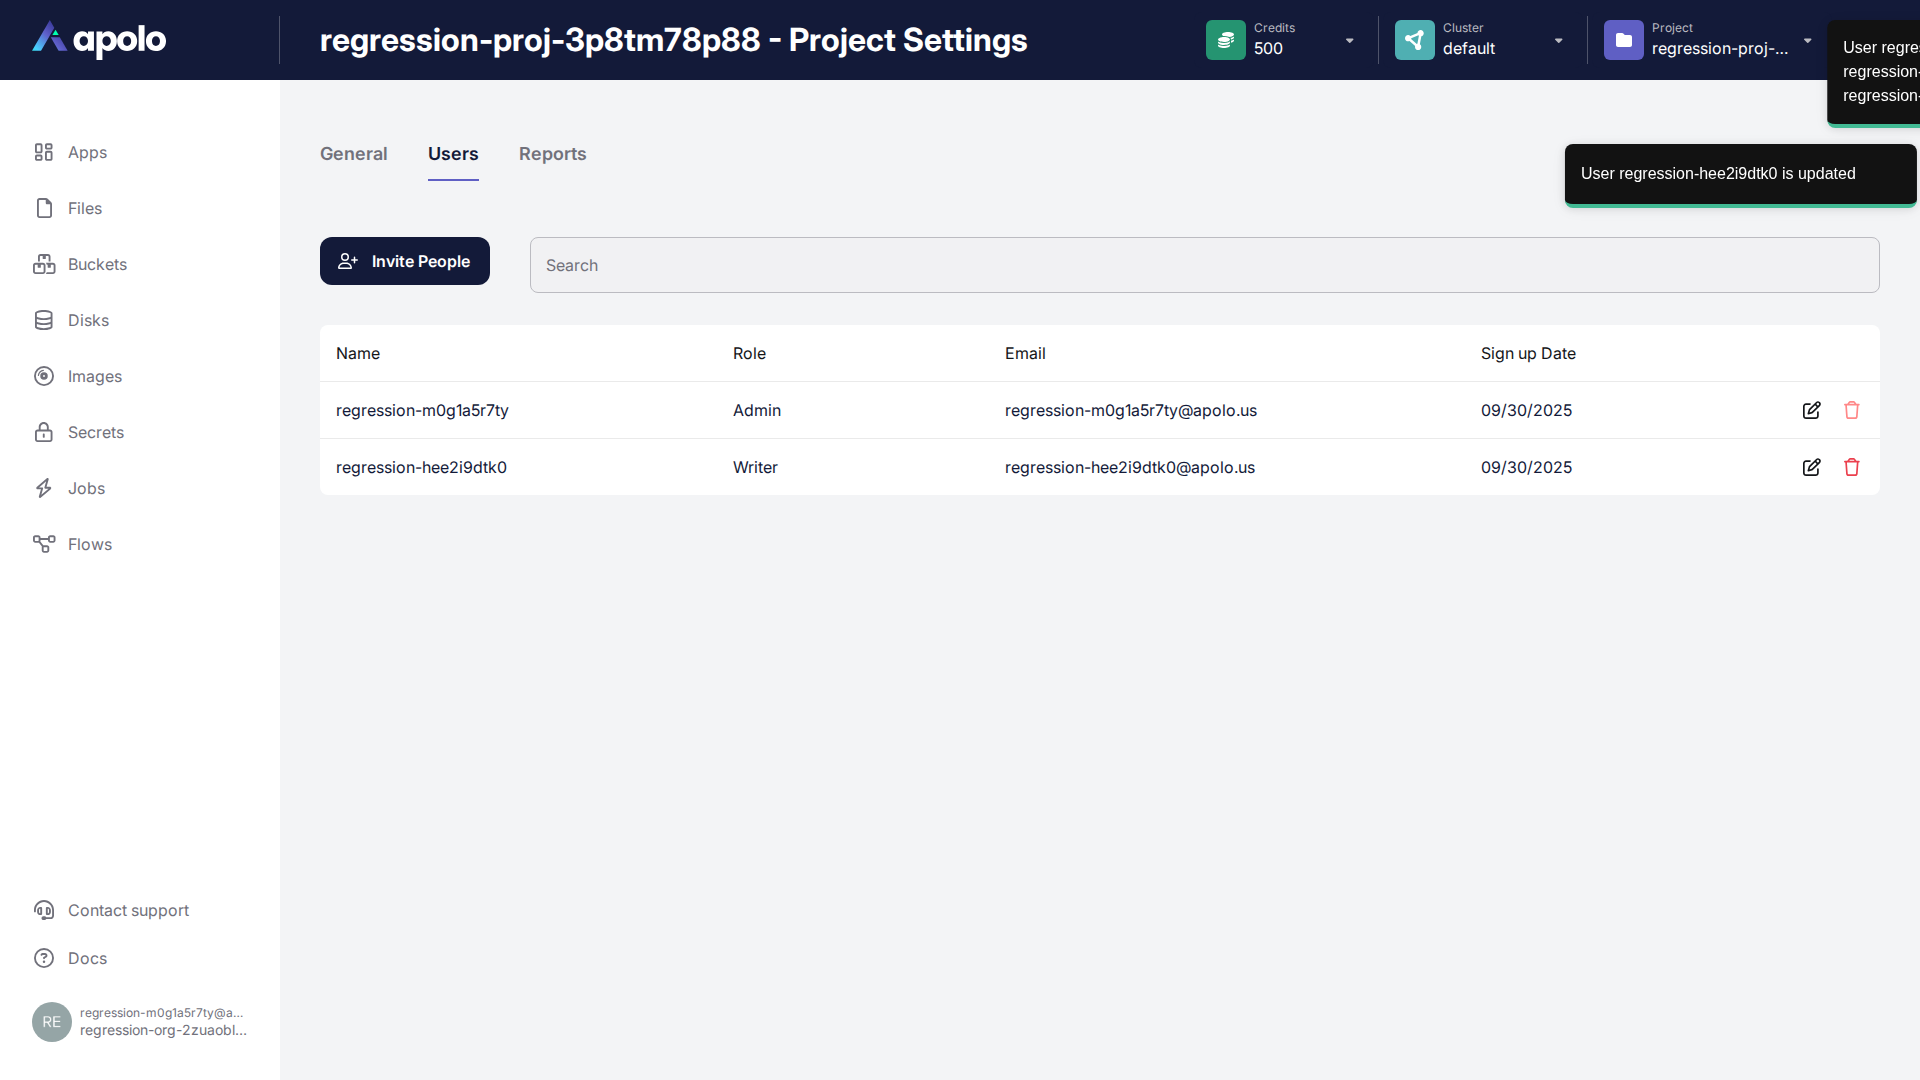 apolo
regression-proj-3p8tm78p88 - Project Settings
Credits
500
Cluster
default
Project
regression-proj-...
User regres
regression-
regression-
User regression-hee2i9dtk0 is updated
Apps
Files
Buckets
Disks
Images
Secrets
Jobs
Flows
General Users Reports
Invite People
Search
Name Role Email Sign up Date
regression-m0g1a5r7ty Admin regression-m0g1a5r7ty@apolo.us 09/30/2025
regression-hee2i9dtk0 Writer regression-hee2i9dtk0@apolo.us 09/30/2025
Contact support
Docs
RE
regression-m0g1a5r7ty@a...
regression-org-2zuaobl...